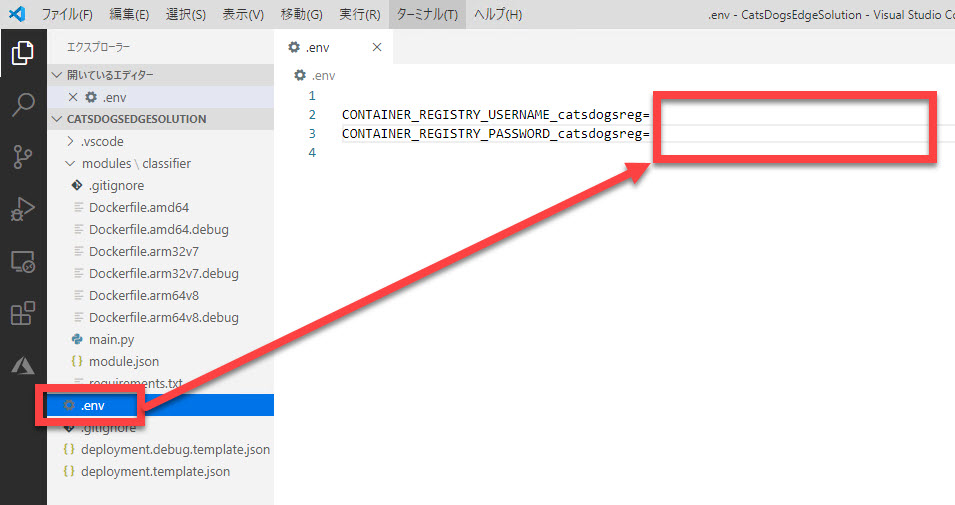 ファイル(F) 編集(E) 選択(S) 表示(V) 移動(G) 実行(R) ターミナル(T) ヘルプ(H) .env - CatsDogsEdgeSolution - Visual Studio Co
エクスプローラー
開いているエディター
.env
CATSDOGSEDGESOLUTION
.vscode
modules \ classifier
.gitignore
Dockerfile.amd64
Dockerfile.amd64.debug
Dockerfile.arm32v7
Dockerfile.arm32v7.debug
Dockerfile.arm64v8
Dockerfile.arm64v8.debug
main.py
module.json
requirements.txt
.env
.gitignore
deployment.debug.template.json
deployment.template.json
.env
.env
1
2 CONTAINER_REGISTRY_USERNAME_catsdogsreg=
3 CONTAINER_REGISTRY_PASSWORD_catsdogsreg=
4